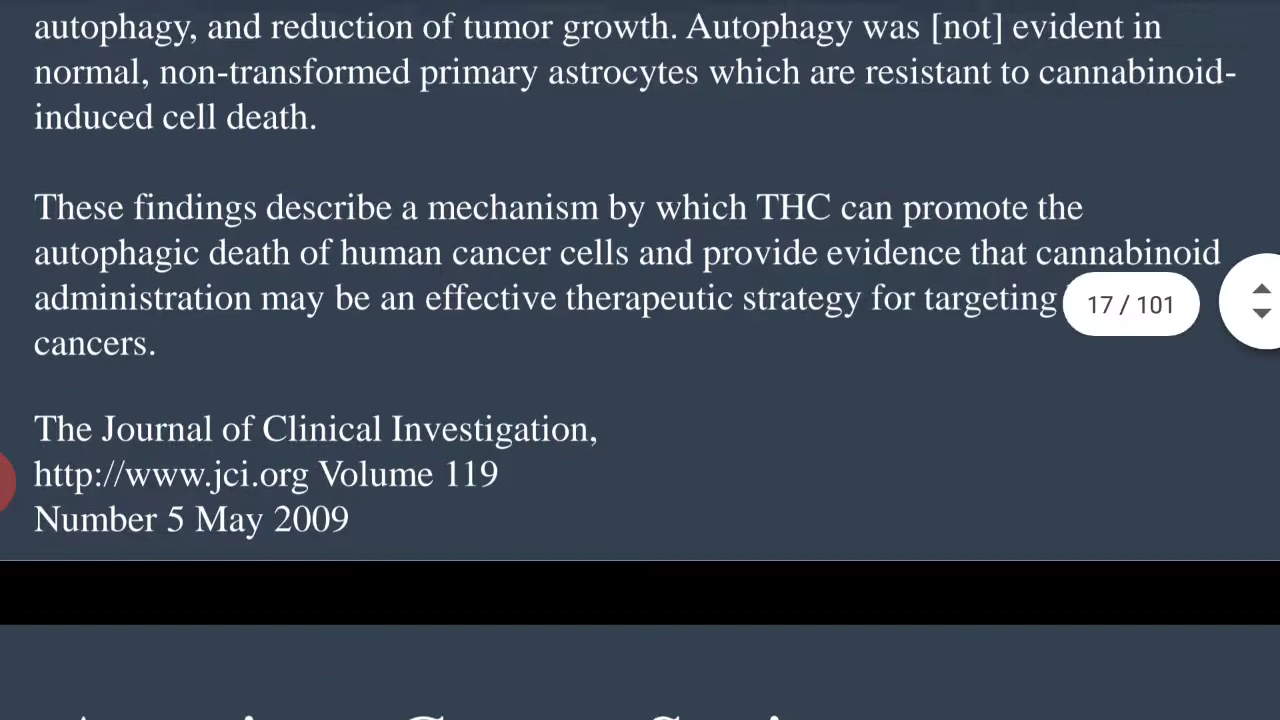 autophagy, and reduction of tumor growth. Autophagy was [not] evident in
normal, non-transformed primary astrocytes which are resistant to cannabinoid-
induced cell death.
These findings describe a mechanism by which THC can promote the
autophagic death of human cancer cells and provide evidence that cannabinoid
administration may be an effective therapeutic strategy for targeting
17 / 101
cancers.
The Journal of Clinical Investigation,
http://www.jci.org Volume 119
Number 5 May 2009